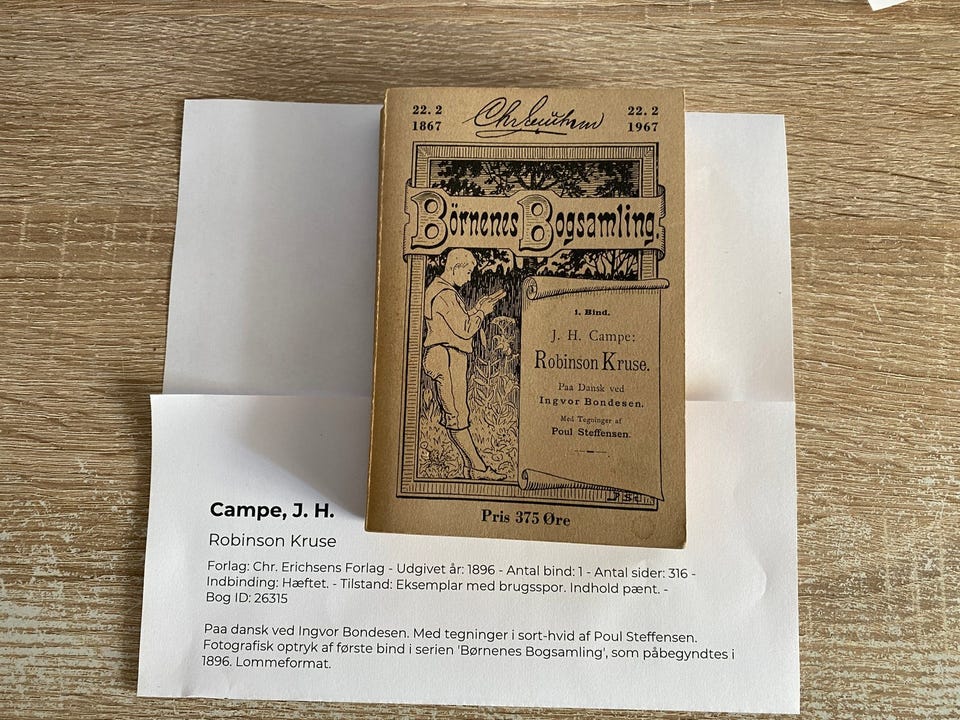 22. 2
1867
22. 2
1967
Börnenes Bogsamling.
1. Bind.
J. H. Campe:
Robinson Kruse.
Paa Dansk ved
Ingvor Bondesen.
Med Tegninger af
Poul Steffensen.
Pris 375 Øre
Campe, J. H.
Robinson Kruse
Forlag: Chr. Erichsens Forlag - Udgivet år: 1896 - Antal bind: 1 - Antal sider: 316 -
Indbinding: Hæftet. - Tilstand: Eksemplar med brugsspor. Indhold pænt. -
Bog ID: 26315
Paa dansk ved Ingvor Bondesen. Med tegninger i sort-hvid af Poul Steffensen.
Fotografisk optryk af første bind i serien 'Børnenes Bogsamling', som påbegyndtes i
1896. Lommeformat.